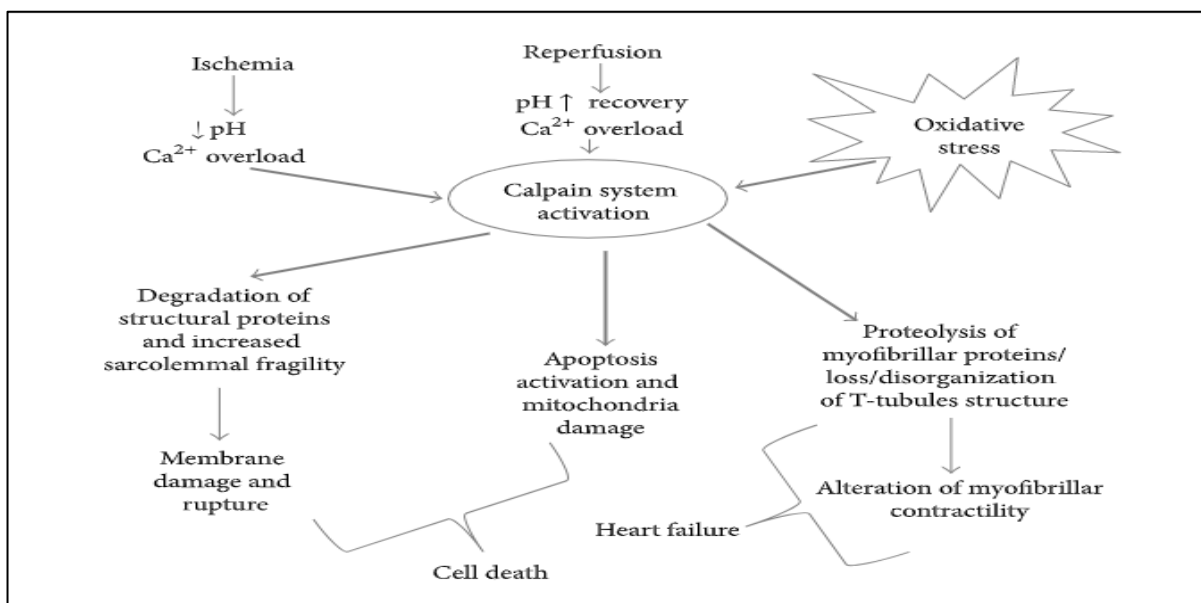 Ischemia
↓ pH
Ca²⁺ overload
Reperfusion
pH ↑ recovery
Ca²⁺ overload
Oxidative
stress
Calpain system
activation
Degradation of
structural proteins
and increased
sarcolemmal fragility
Membrane
damage and
rupture
Apoptosis
activation and
mitochondria
damage
Cell death
Proteolysis of
myofibrillar proteins/
loss/disorganization
of T-tubules structure
Alteration of myofibrillar
contractility
Heart failure